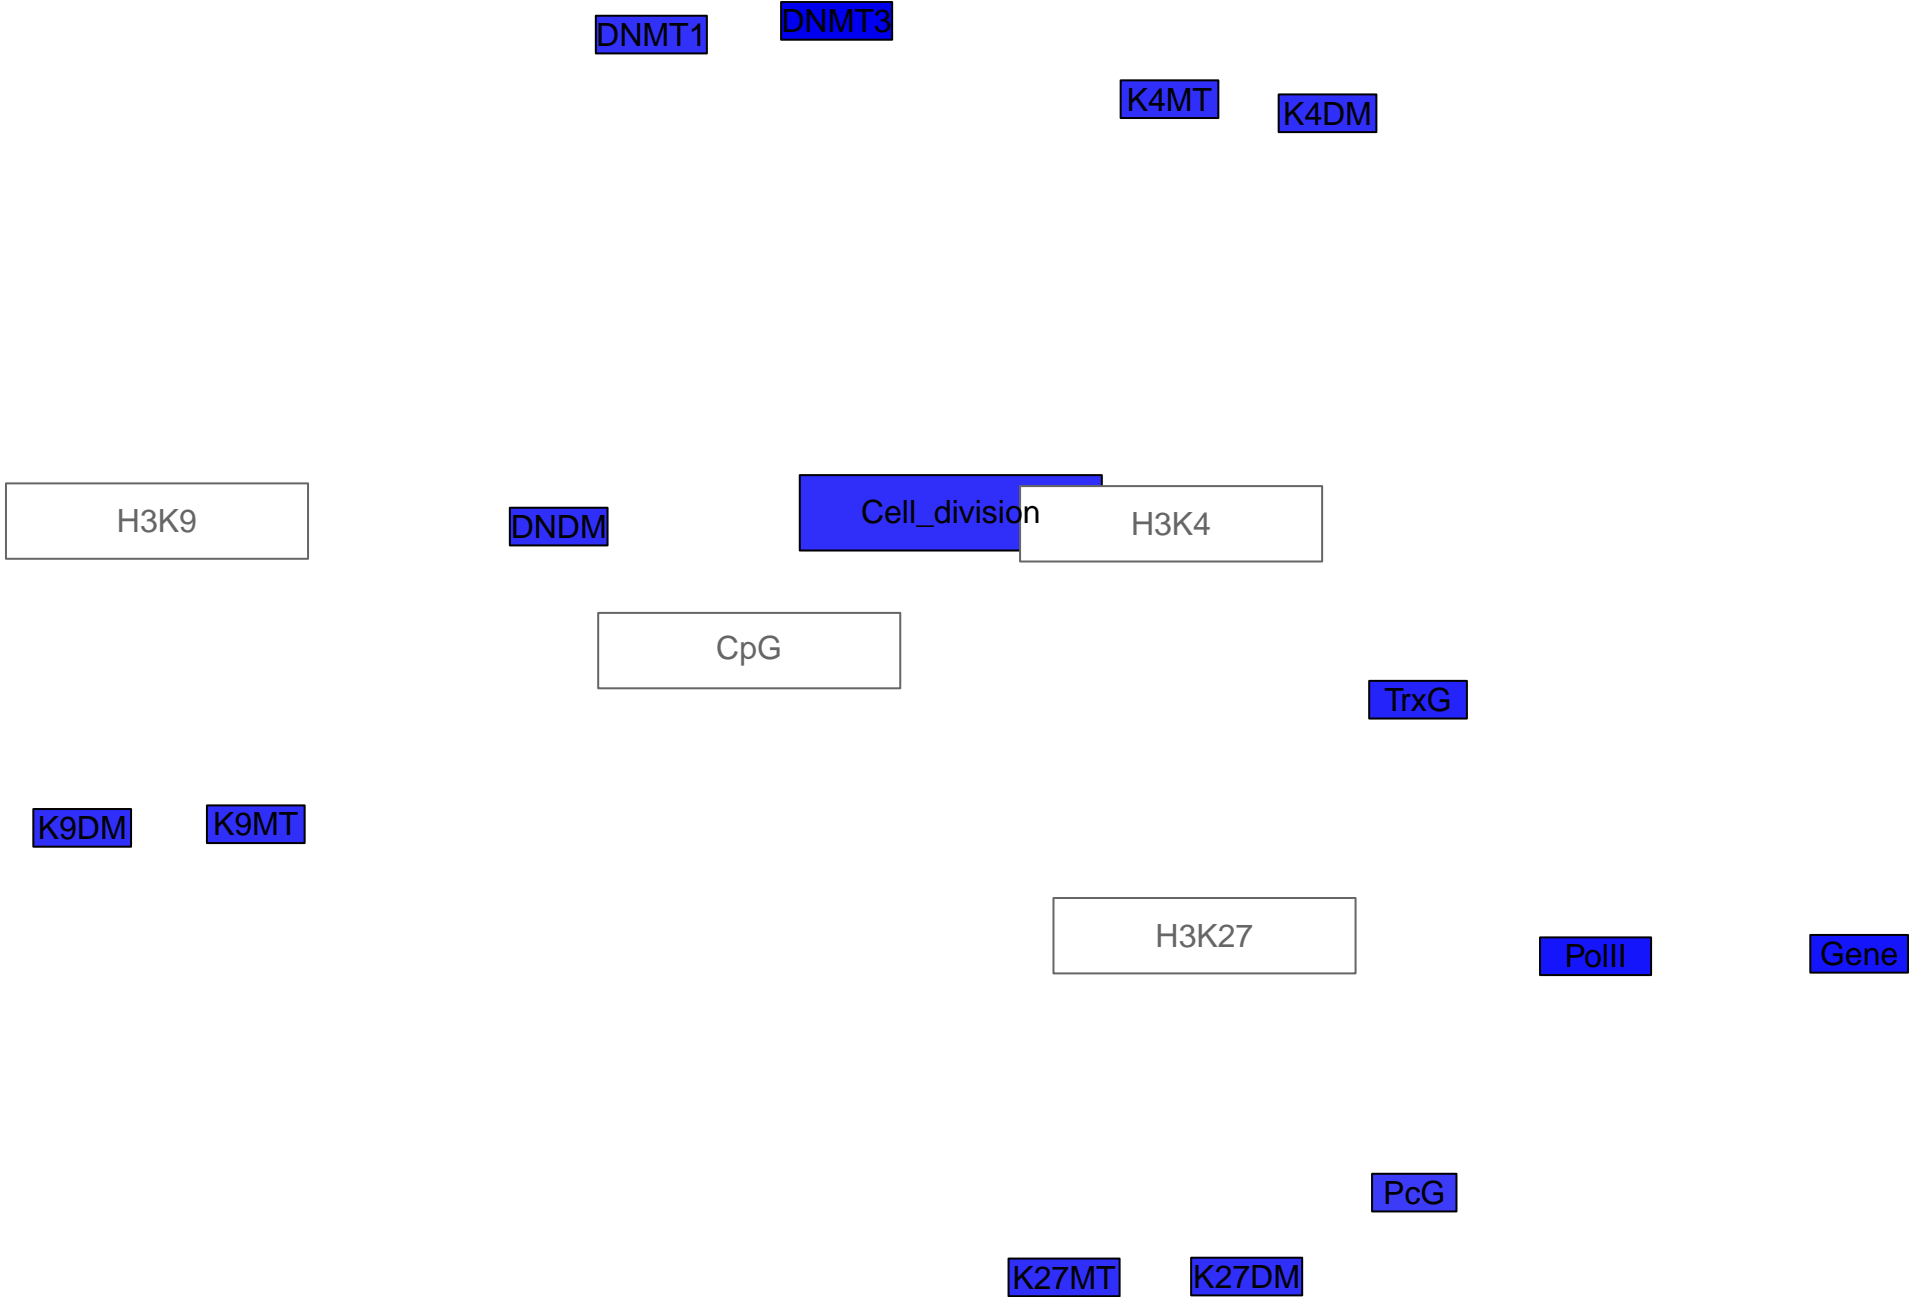 DNMT1
DNMT3
K4MT
K4DM
H3K9
DNDM
Cell_division
H3K4
CpG
TrxG
K9DM
K9MT
H3K27
PolII
Gene
PcG
K27MT
K27DM